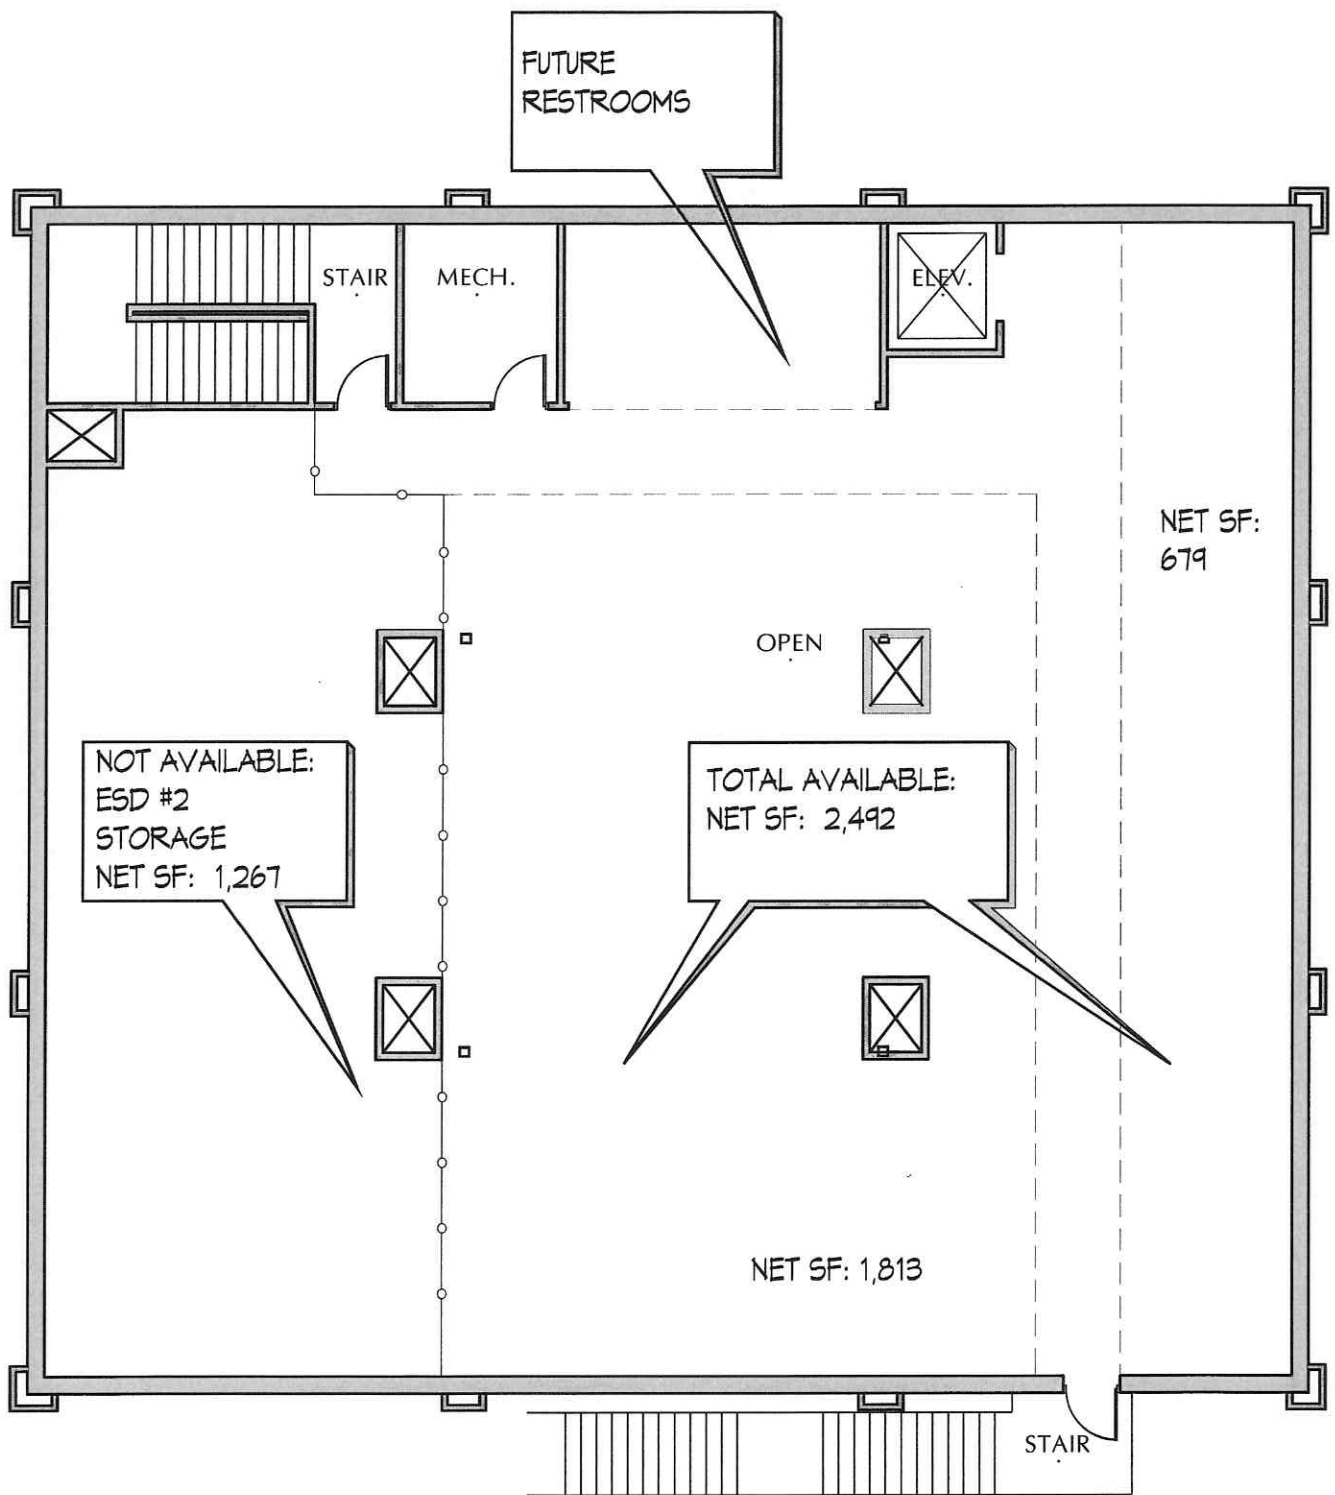 FUTURE
RESTROOMS
STAIR
MECH.
ELEV.
NET SF:
679
OPEN
NOT AVAILABLE:
ESD #2
STORAGE
NET SF: 1,267
TOTAL AVAILABLE:
NET SF: 2,492
NET SF: 1,813
STAIR